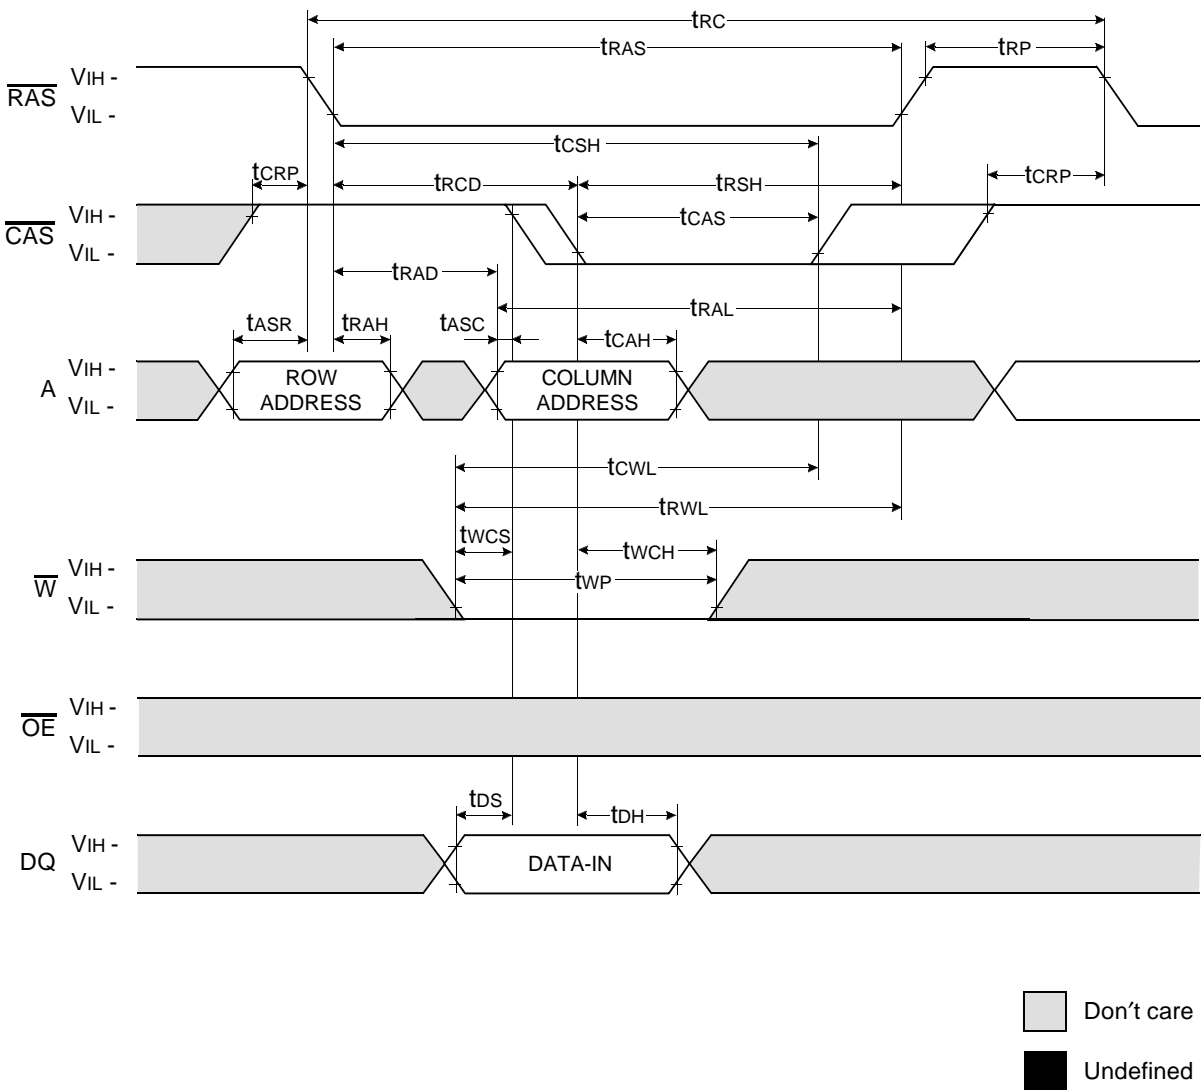 tRC
tRAS
tRP
RAS
VIH -
VIL -
tCSH
tCRP
tRCD
tRSH
tCRP
CAS
VIH -
VIL -
tCAS
tRAD
tRAL
tASR
tRAH
tASC
tCAH
A
VIH -
VIL -
ROW
ADDRESS
COLUMN
ADDRESS
tCWL
tRWL
tWCS
tWCH
W
VIH -
VIL -
tWP
OE
VIH -
VIL -
tDS
tDH
DQ
VIH -
VIL -
DATA-IN
Don′t care
Undefined